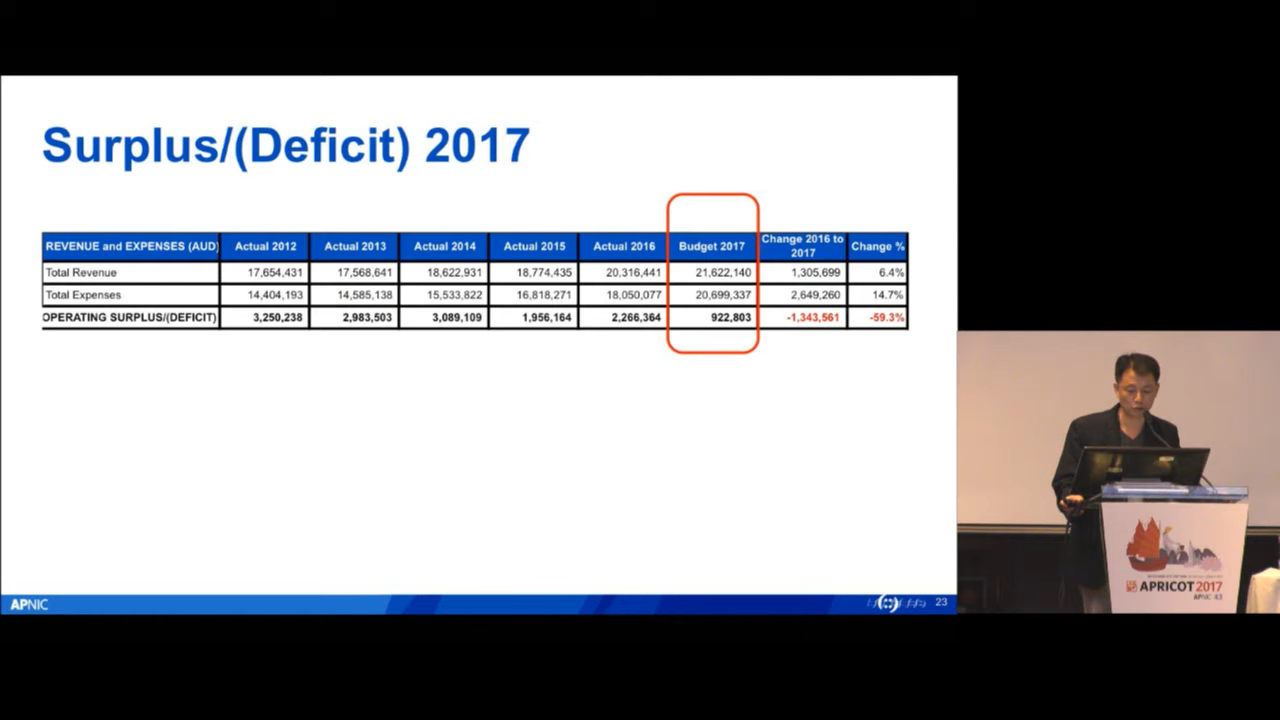 Surplus/(Deficit) 2017
REVENUE and EXPENSES (AUD) Actual 2012 Actual 2013 Actual 2014 Actual 2015 Actual 2016 Budget 2017 Change 2016 to 2017 Change %
Total Revenue 17,654,431 17,568,641 18,622,931 18,774,435 20,316,441 21,622,140 1,305,699 6.4%
Total Expenses 14,404,193 14,585,138 15,533,822 16,818,271 18,050,077 20,699,337 2,649,260 14.7%
OPERATING SURPLUS/(DEFICIT) 3,250,238 2,983,503 3,089,109 1,956,164 2,266,364 922,803 -1,343,561 -59.3%
APNIC
23
APRICOT 2017
APNIC 43